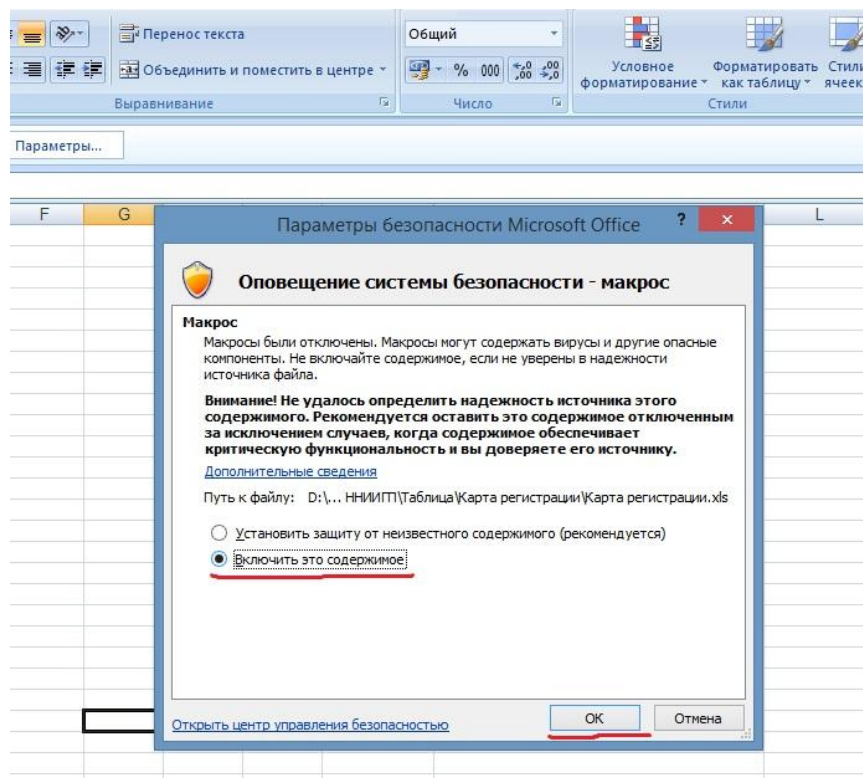 Перенос текста
Общий
Объединить и поместить в центре
% 000
Условное форматирование
Форматировать как таблицу
Стили ячеек
Выравнивание
Число
Стили
Параметры...
F G L
Параметры безопасности Microsoft Office ?
Оповещение системы безопасности - макрос
Макрос
Макросы были отключены. Макросы могут содержать вирусы и другие опасные
компоненты. Не включайте содержимое, если не уверены в надежности
источника файла.
Внимание! Не удалось определить надежность источника этого
содержимого. Рекомендуется оставить это содержимое отключенным
за исключением случаев, когда содержимое обеспечивает
критическую функциональность и вы доверяете его источнику.
Дополнительные сведения
Путь к файлу: D:\... ННИИГП\Таблица\Карта регистрации\Карта регистрации.xls
Установить защиту от неизвестного содержимого (рекомендуется)
Включить это содержимое
Открыть центр управления безопасностью
ОК
Отмена